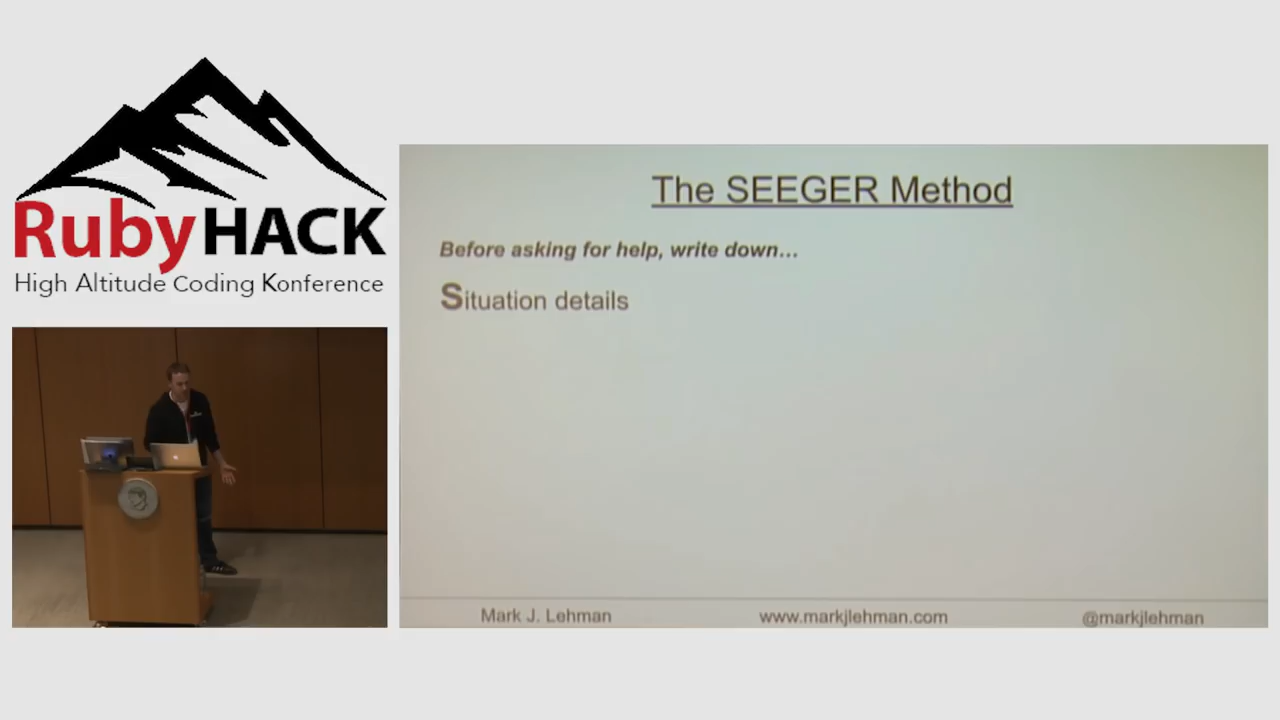 RubyHACK
High Altitude Coding Konference
The SEEGER Method
Before asking for help, write down...
Situation details
Mark J. Lehman
www.markjlehman.com
@markjlehman